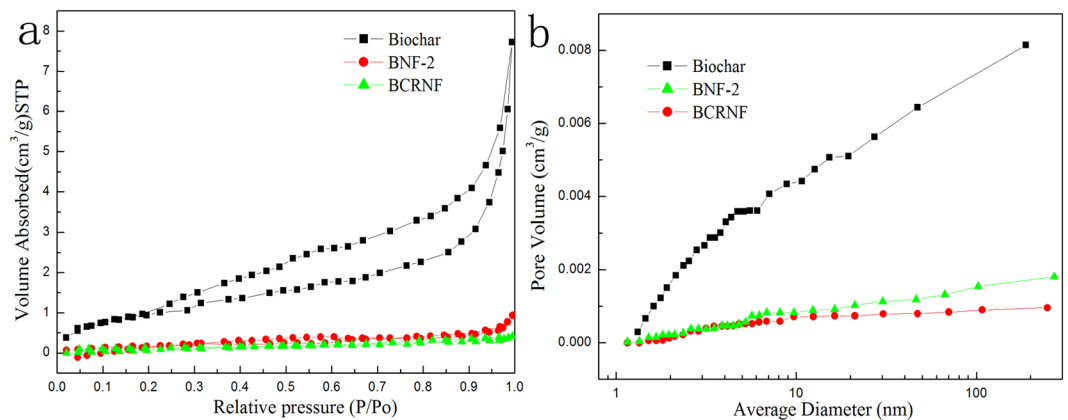 a
Biochar
BNF-2
BCRNF
Volume Absorbed(cm³/g)STP
8
7
6
5
4
3
2
1
0
0.0 0.1 0.2 0.3 0.4 0.5 0.6 0.7 0.8 0.9 1.0
Relative pressure (P/Po)
b
Biochar
BNF-2
BCRNF
Pore Volume (cm³/g)
0.008
0.006
0.004
0.002
0.000
1 10 100
Average Diameter (nm)